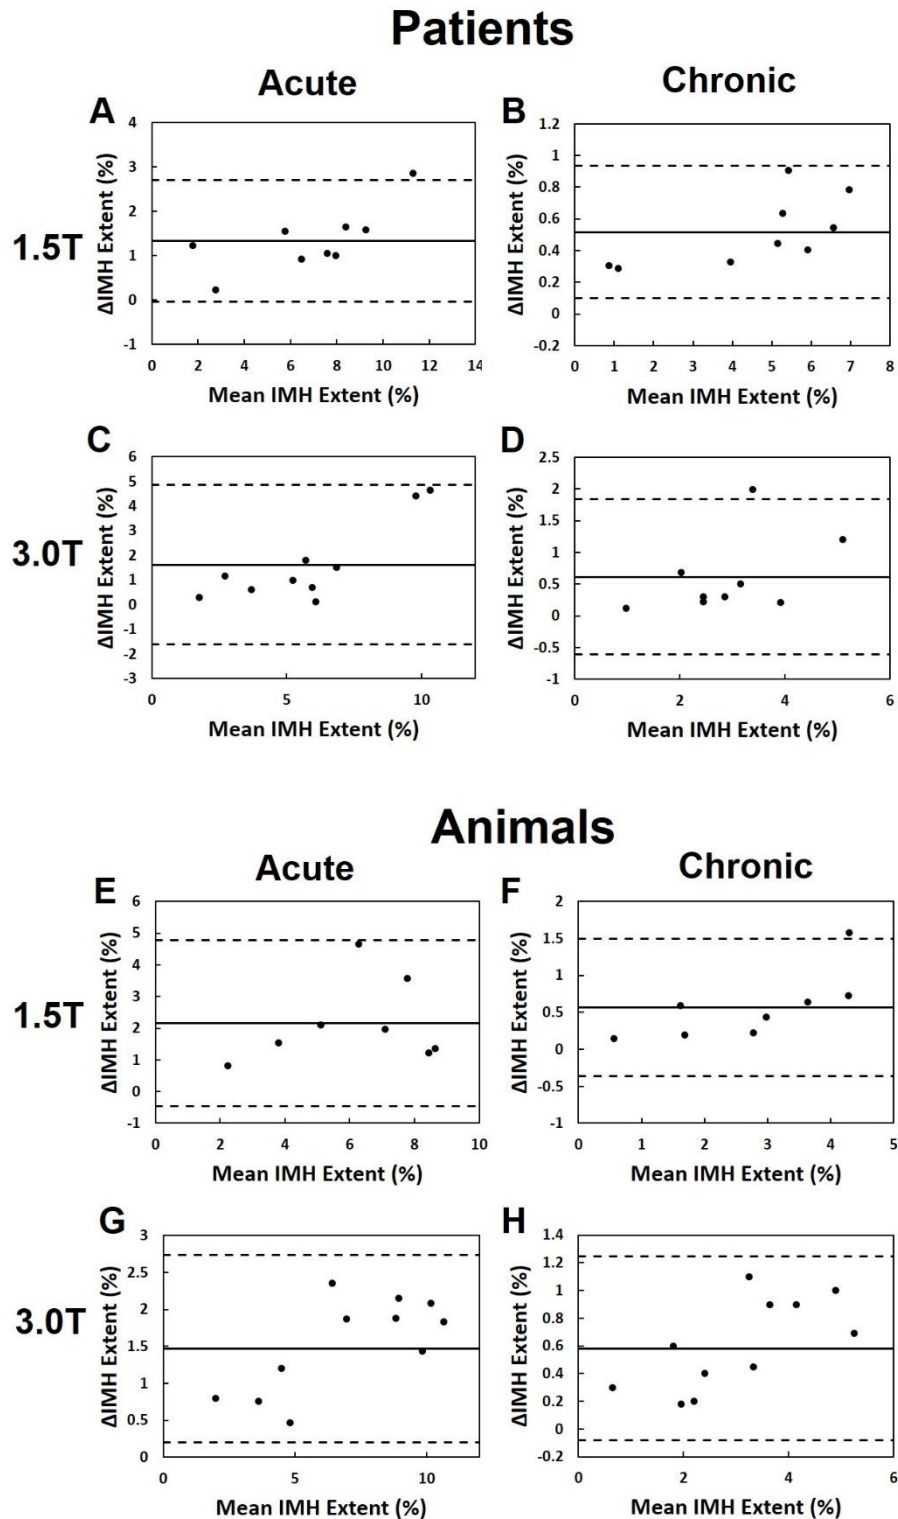 Patients
Acute
Chronic
1.5T
A
ΔIMH Extent (%)
4
3
2
1
0
-1
0 2 4 6 8 10 12 14
Mean IMH Extent (%)
B
ΔIMH Extent (%)
1.2
1
0.8
0.6
0.4
0.2
0
-0.2
0 1 2 3 4 5 6 7 8
Mean IMH Extent (%)
3.0T
C
ΔIMH Extent (%)
6
5
4
3
2
1
0
-1
-2
-3
0 5 10
Mean IMH Extent (%)
D
ΔIMH Extent (%)
2.5
2
1.5
1
0.5
0
-0.5
-1
0 2 4 6
Mean IMH Extent (%)
Animals
Acute
Chronic
1.5T
E
ΔIMH Extent (%)
6
5
4
3
2
1
0
-1
0 2 4 6 8 10
Mean IMH Extent (%)
F
ΔIMH Extent (%)
2
1.5
1
0.5
0
-0.5
-1
0 1 2 3 4 5
Mean IMH Extent (%)
3.0T
G
ΔIMH Extent (%)
3
2.5
2
1.5
1
0.5
0
0 5 10
Mean IMH Extent (%)
H
ΔIMH Extent (%)
1.4
1.2
1
0.8
0.6
0.4
0.2
0
-0.2
0 2 4 6
Mean IMH Extent (%)